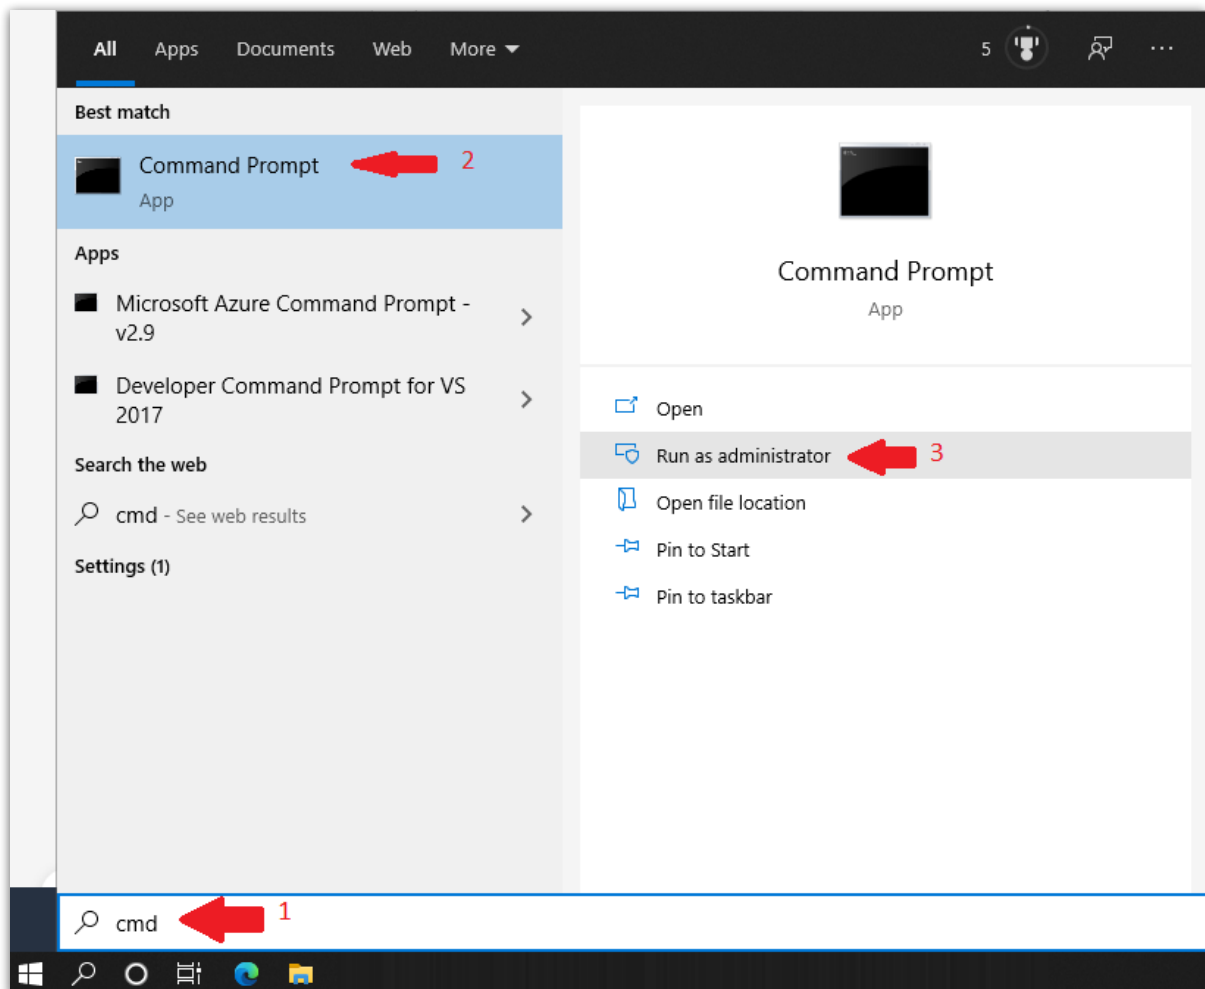 All Apps Documents Web More 5 ...
Best match
Command Prompt 2
App
Apps
Microsoft Azure Command Prompt -
v2.9
Developer Command Prompt for VS
2017
Search the web
cmd - See web results
Settings (1)
Command Prompt
App
Open
Run as administrator 3
Open file location
Pin to Start
Pin to taskbar
cmd 1